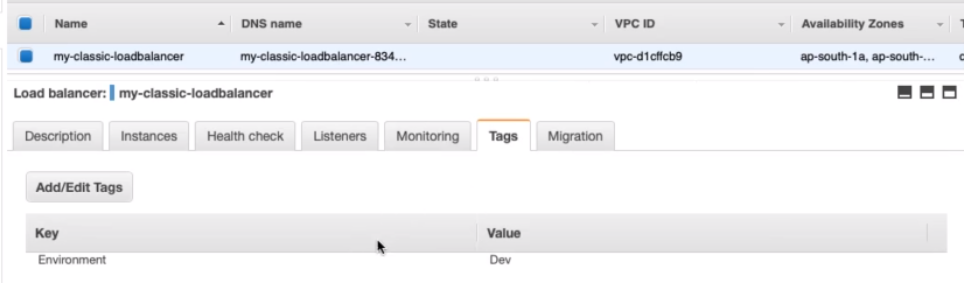 Name DNS name State VPC ID Availability Zones
my-classic-loadbalancer my-classic-loadbalancer-834... vpc-d1cffcb9 ap-south-1a, ap-south-...
Load balancer: my-classic-loadbalancer
Description Instances Health check Listeners Monitoring Tags Migration
Add/Edit Tags
Key Value
Environment Dev